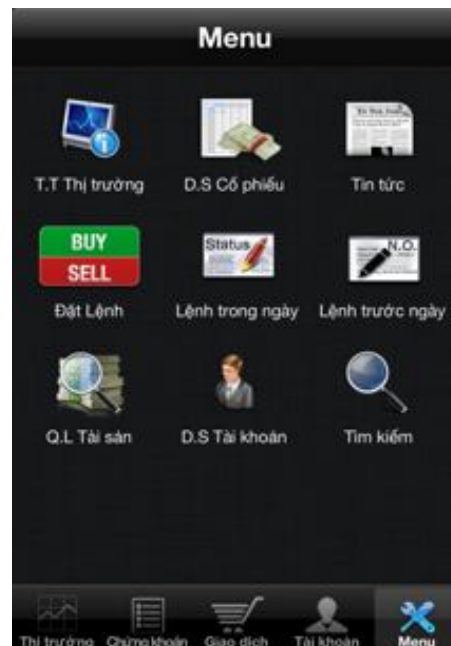 Menu
T.T Thị trường
D.S Cổ phiếu
Tin tức
BUY
SELL
Status
N.O.
Đặt Lệnh
Lệnh trong ngày
Lệnh trước ngày
Q.L Tài sản
D.S Tài khoản
Tìm kiếm
Thị trường
Chứng khoán
Giao dịch
Tài khoản
Menu